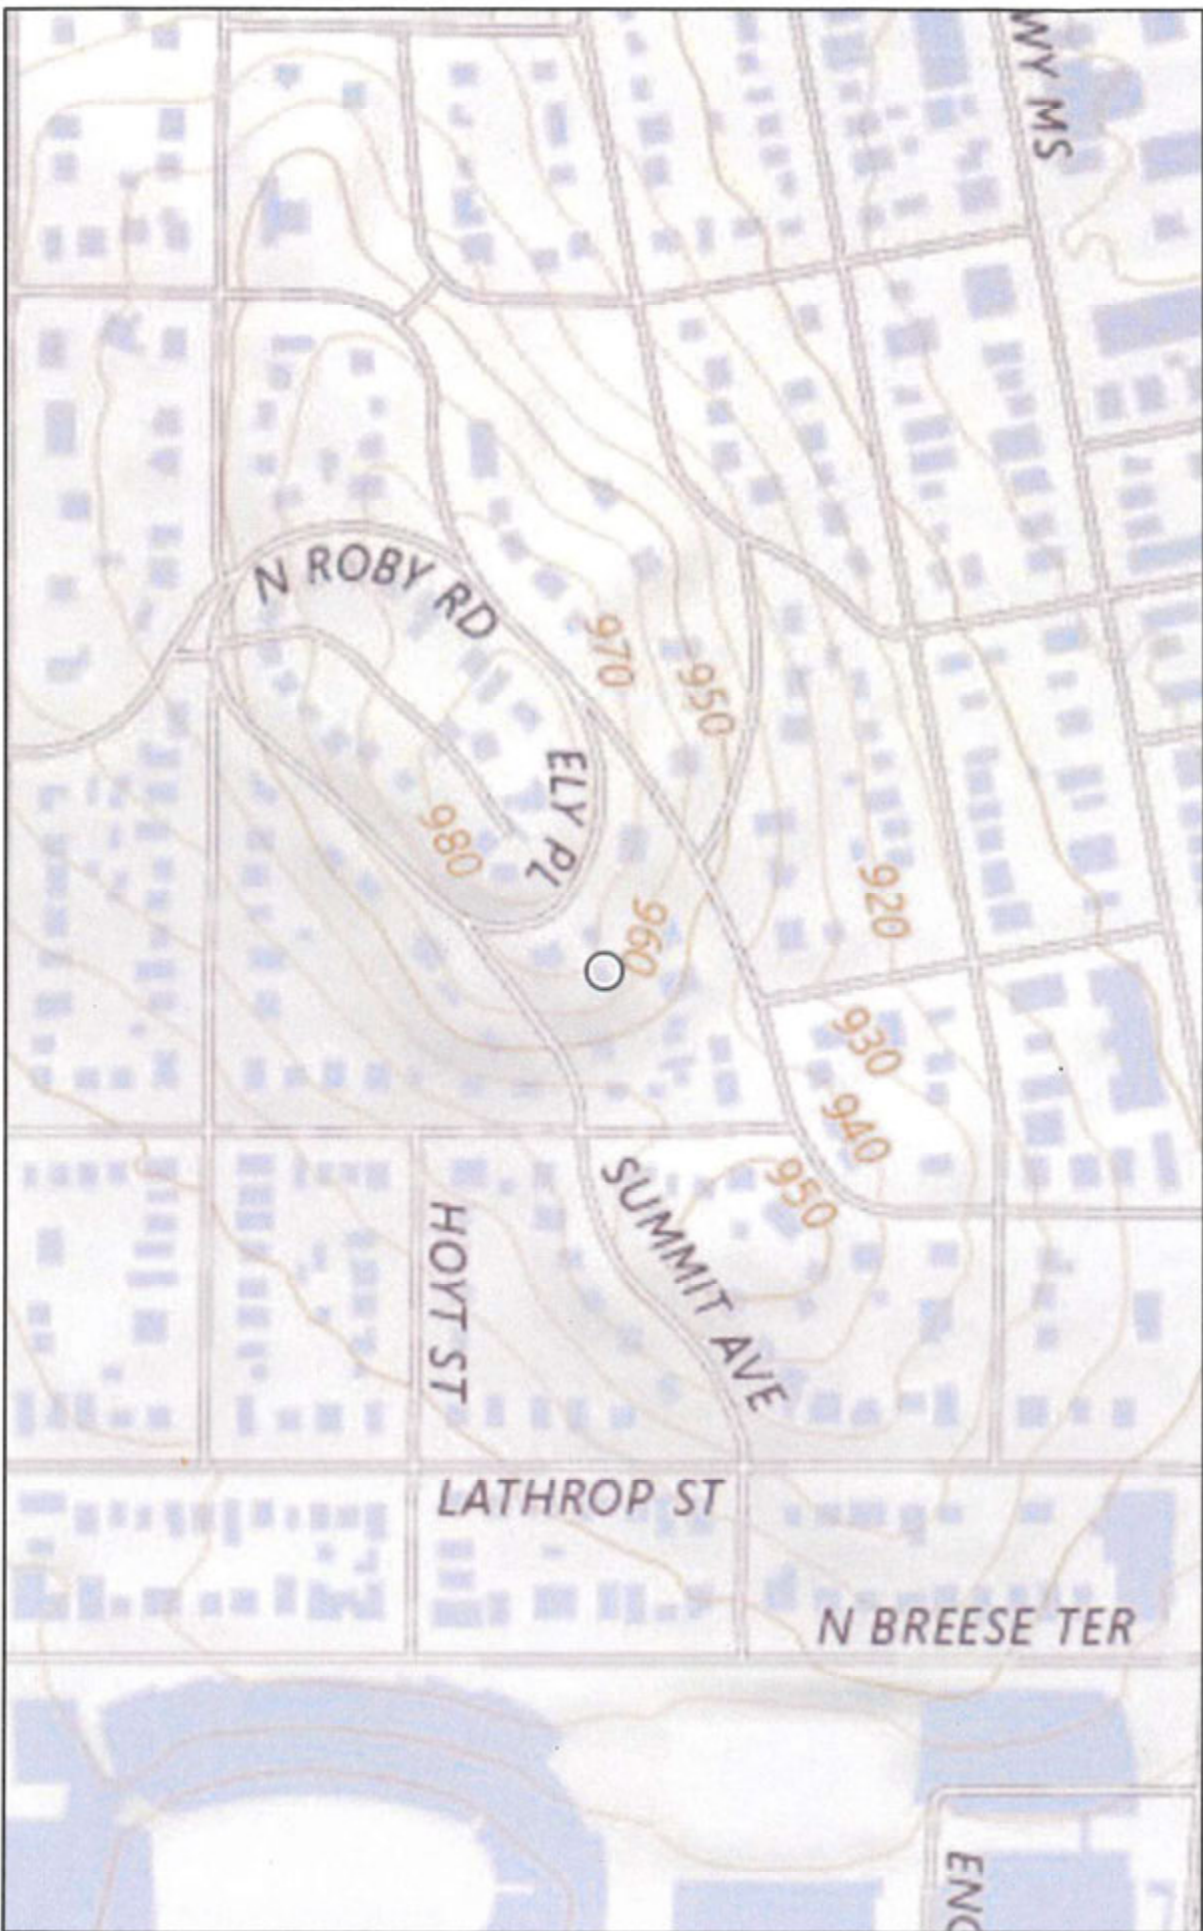 WY MS
N ROBY RD
970
950
ELY PL
980
920
960
930
940
950
SUMMIT AVE
HOYT ST
LATHROP ST
N BREESE TER
ENG